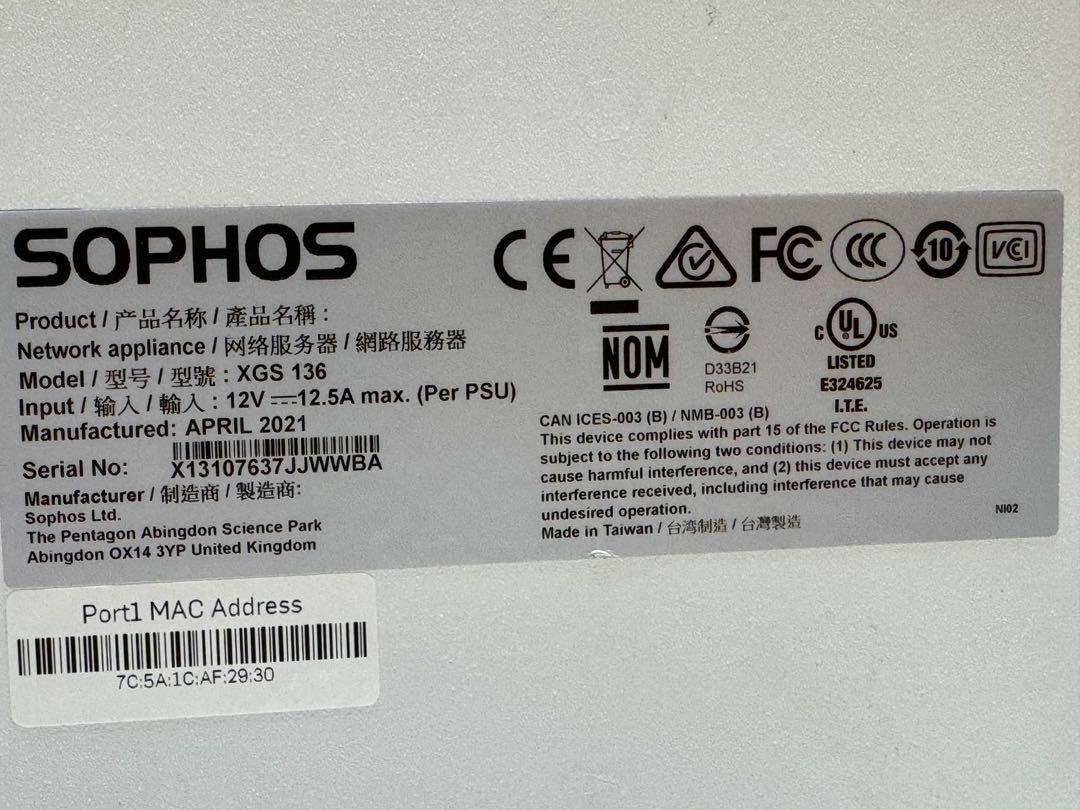 SOPHOS
Product / 产品名称 / 產品名稱 :
Network appliance / 网络服务器 / 網路服務器
Model / 型号 / 型號 : XGS 136
Input / 输入 / 輸入 : 12V ⎓ 12.5A max. (Per PSU)
Manufactured: APRIL 2021
Serial No: X13107637JJWWBA
Manufacturer / 制造商 / 製造商:
Sophos Ltd.
The Pentagon Abingdon Science Park
Abingdon OX14 3YP United Kingdom
CE FC CCC 10 VCI
NOM
D33B21
RoHS
C UL US
LISTED
E324625
I.T.E.
CAN ICES-003 (B) / NMB-003 (B)
This device complies with part 15 of the FCC Rules. Operation is
subject to the following two conditions: (1) This device may not
cause harmful interference, and (2) this device must accept any
interference received, including interference that may cause
undesired operation.
Made in Taiwan / 台湾制造 / 台灣製造
NI02
Port1 MAC Address
7C:5A:1C:AF:29:30